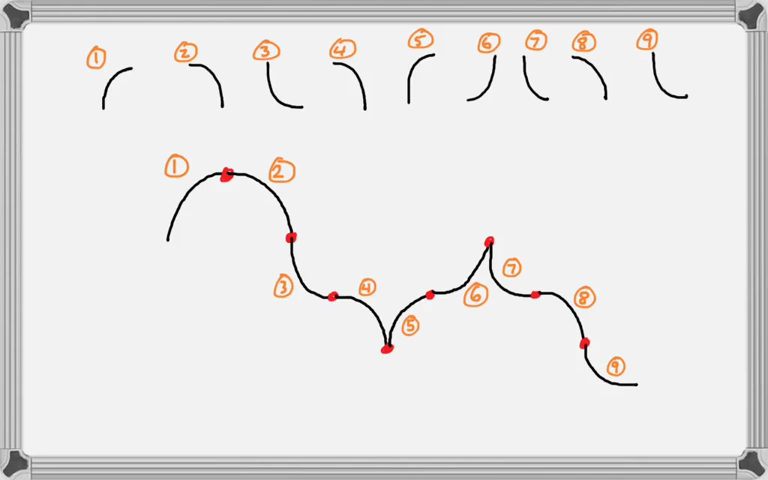 ① ② ③ ④ ⑤ ⑥ ⑦ ⑧ ⑨
① ②
③ ④ ⑤ ⑥ ⑦ ⑧
⑨